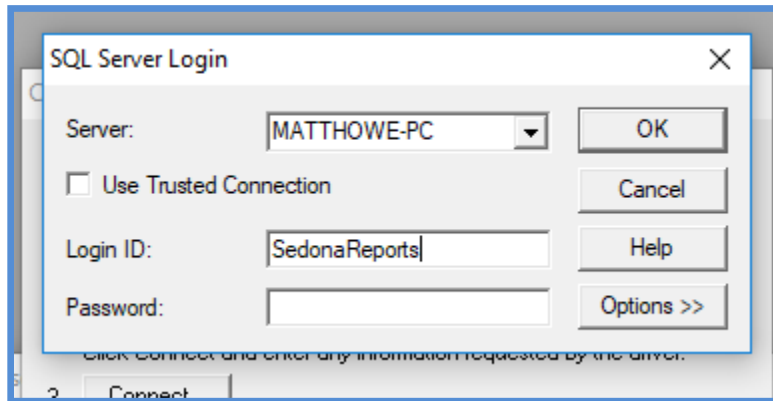 SQL Server Login
Server: MATTHOWE-PC OK
Use Trusted Connection Cancel
Login ID: SedonaReports Help
Password: Options >>
Click Connect and enter any information requested by the driver.
Connect